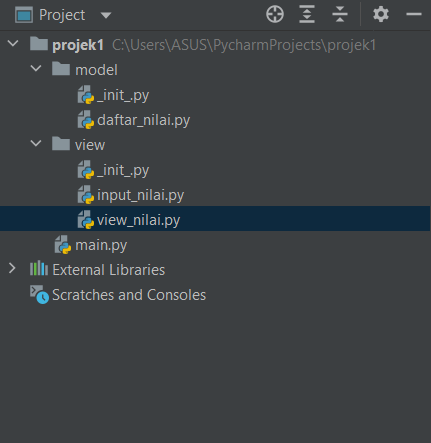 Project
projek1 C:\Users\ASUS\PycharmProjects\projek1
model
_init_.py
daftar_nilai.py
view
_init_.py
input_nilai.py
view_nilai.py
main.py
External Libraries
Scratches and Consoles